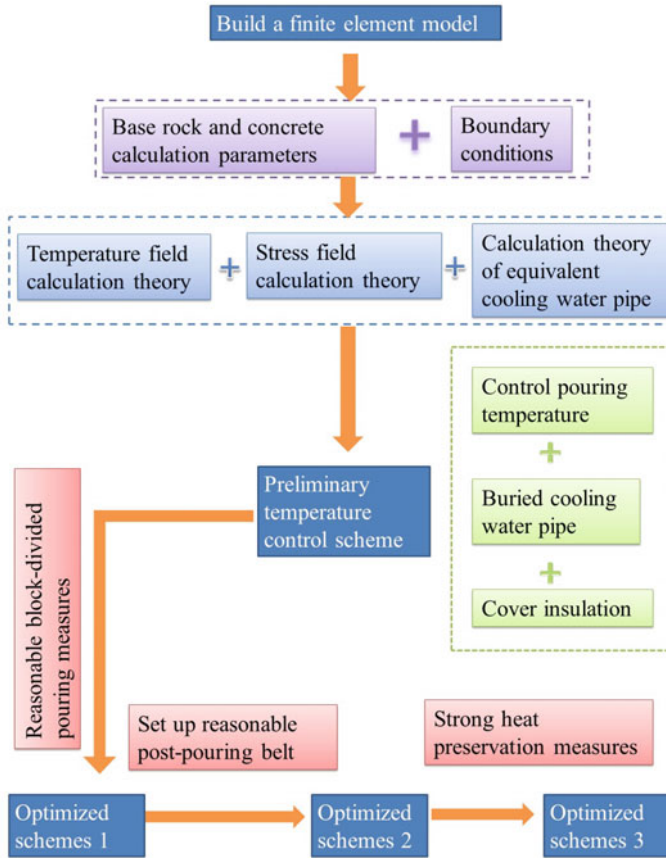 Build a finite element model
Base rock and concrete
calculation parameters
+
Boundary
conditions
Temperature field
calculation theory
+
Stress field
calculation theory
+
Calculation theory
of equivalent
cooling water pipe
Control pouring
temperature
+
Buried cooling
water pipe
+
Cover insulation
Preliminary
temperature
control scheme
Reasonable block-divided
pouring measures
Set up reasonable
post-pouring belt
Strong heat
preservation measures
Optimized
schemes 1
Optimized
schemes 2
Optimized
schemes 3